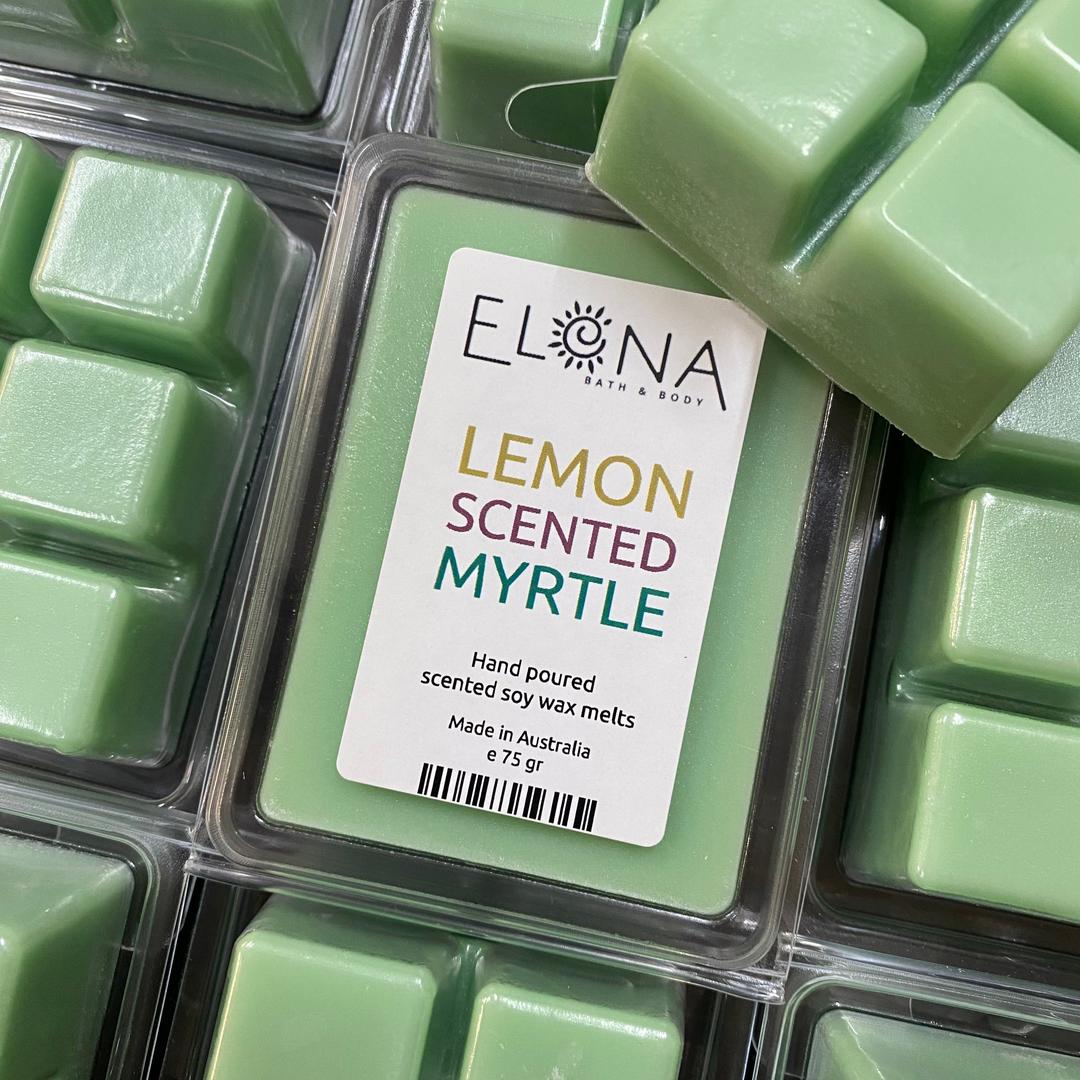 ELONA
BATH & BODY
LEMON
SCENTED
MYRTLE
Hand poured
scented soy wax melts
Made in Australia
e 75 gr